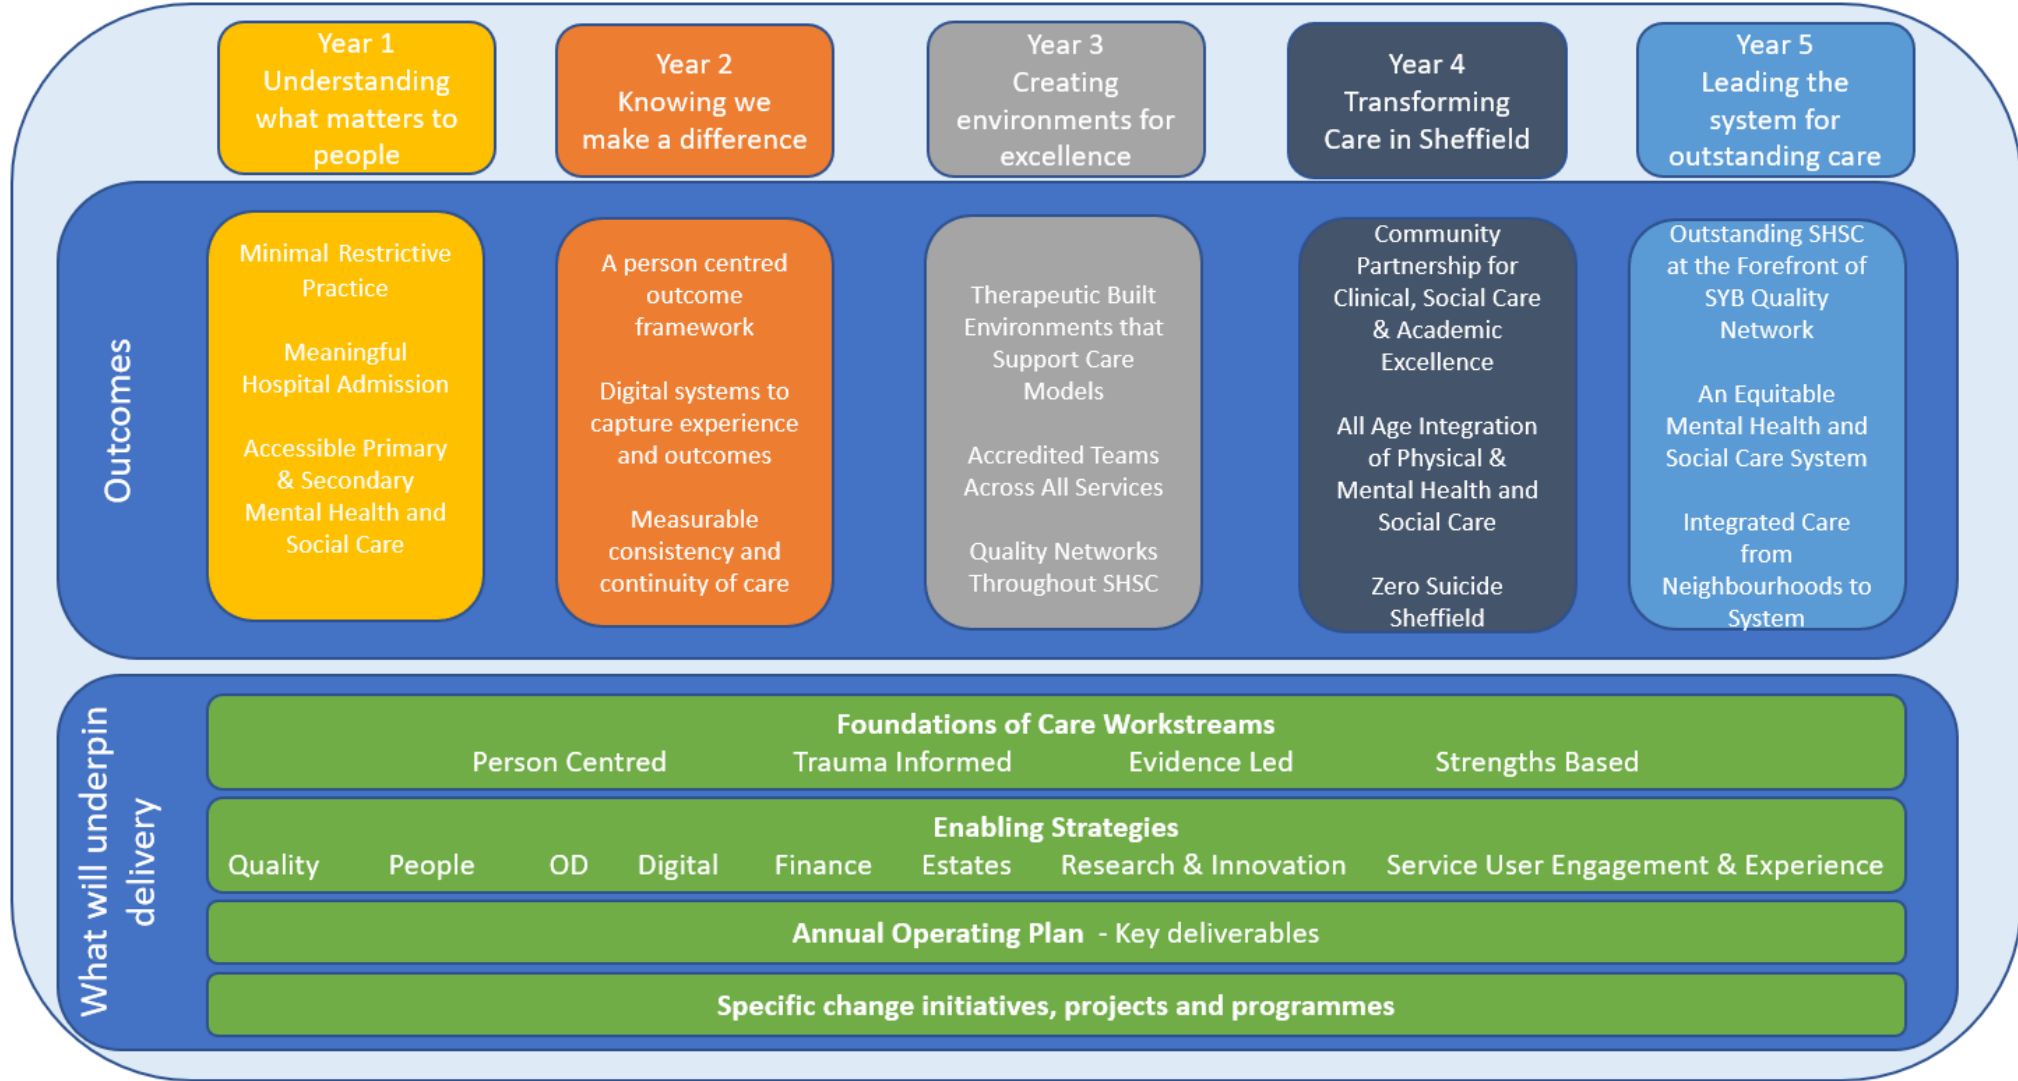 Year 1
Understanding
what matters to
people
Year 2
Knowing we
make a difference
Year 3
Creating
environments for
excellence
Year 4
Transforming
Care in Sheffield
Year 5
Leading the
system for
outstanding care
Outcomes
Minimal Restrictive
Practice
Meaningful
Hospital Admission
Accessible Primary
& Secondary
Mental Health and
Social Care
A person centred
outcome
framework
Digital systems to
capture experience
and outcomes
Measurable
consistency and
continuity of care
Therapeutic Built
Environments that
Support Care
Models
Accredited Teams
Across All Services
Quality Networks
Throughout SHSC
Community
Partnership for
Clinical, Social Care
& Academic
Excellence
All Age Integration
of Physical &
Mental Health and
Social Care
Zero Suicide
Sheffield
Outstanding SHSC
at the Forefront of
SYB Quality
Network
An Equitable
Mental Health and
Social Care System
Integrated Care
from
Neighbourhoods to
System
What will underpin
delivery
Foundations of Care Workstreams
Person Centred Trauma Informed Evidence Led Strengths Based
Enabling Strategies
Quality People OD Digital Finance Estates Research & Innovation Service User Engagement & Experience
Annual Operating Plan - Key deliverables
Specific change initiatives, projects and programmes